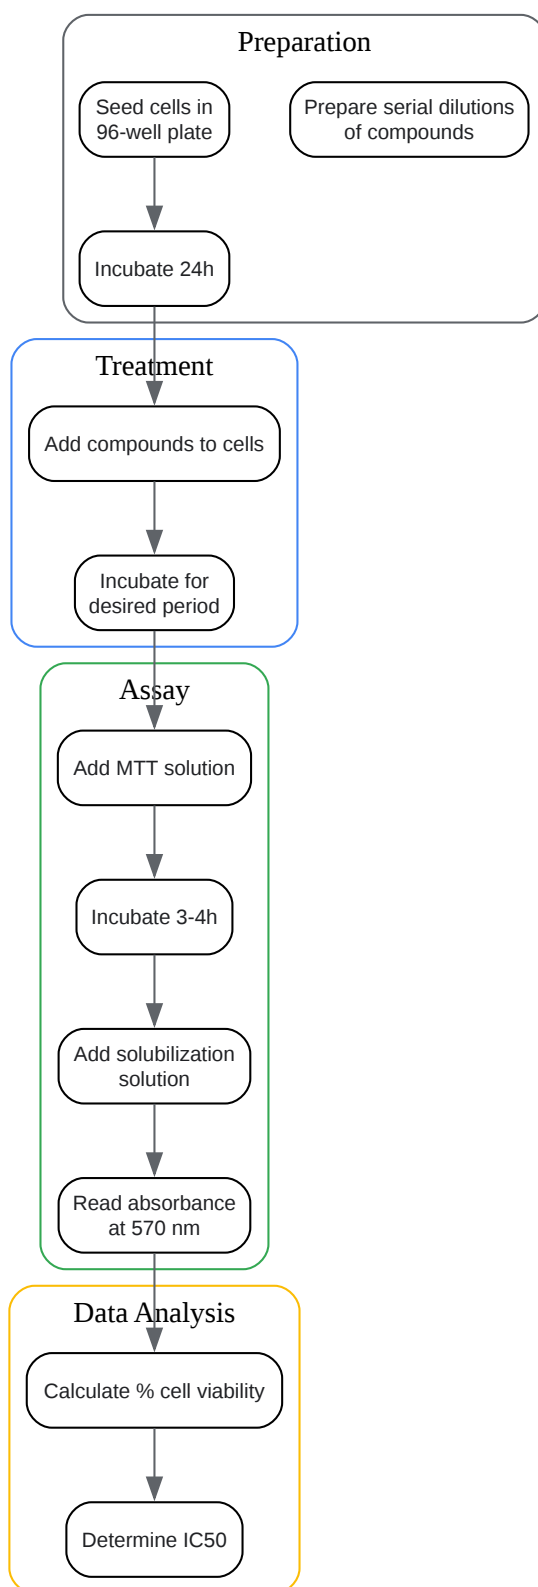 Preparation
Seed cells in
96-well plate
Prepare serial dilutions
of compounds
Incubate 24h
Treatment
Add compounds to cells
Incubate for
desired period
Assay
Add MTT solution
Incubate 3-4h
Add solubilization
solution
Read absorbance
at 570 nm
Data Analysis
Calculate % cell viability
Determine IC50